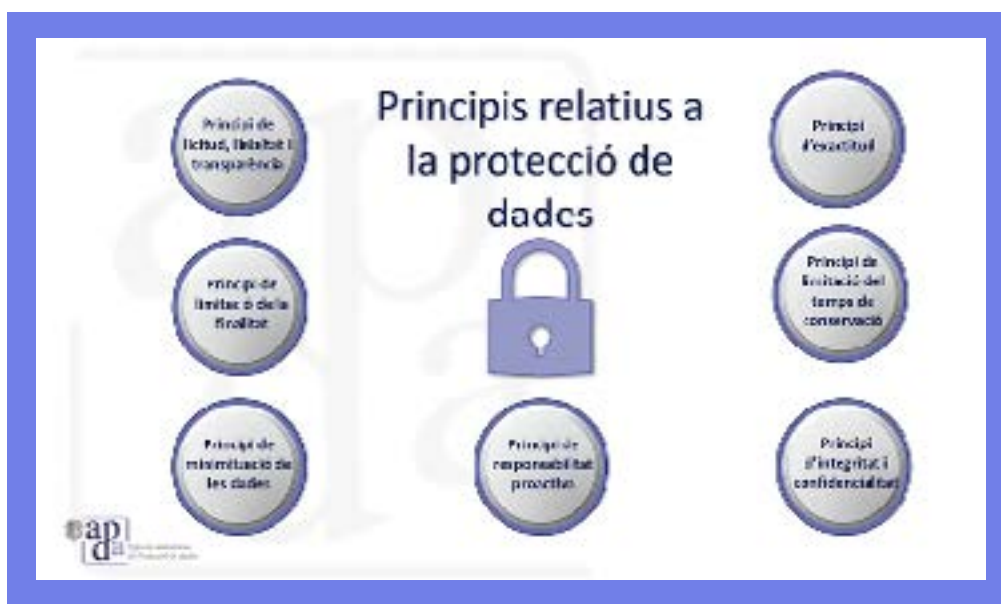 Principis relatius a
la protecció de
dades
Principi de
licitud, lleialtat i
transparència
Principi de
limitació de la
finalitat
Principi de
minimització de
les dades
Principi de
responsabilitat
proactiva
Principi
d'exactitud
Principi de
limitació del
temps de
conservació
Principi
d'integritat i
confidencialitat
apda